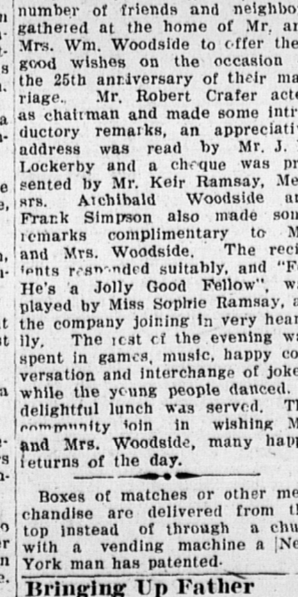 number of friends and neighbo
gathered at the home of Mr. a
Mrs. Wm. Woodside to offer the
good wishes on the occasion
the 25th anniversary of their ma
riage. Mr. Robert Crafer acte
as chairman and made some intr
ductory remarks, an appreciati
address was read by Mr. J.
Lockerby and a cheque was pr
sented by Mr. Keir Ramsay, Me
srs. Archibald Woodside a
Frank Simpson also made som
remarks complimentary to M
and Mrs. Woodside. The reci
ients responded suitably, and "F
He's a Jolly Good Fellow", w
played by Miss Sophie Ramsay, a
the company joining in very hear
ily. The rest of the evening wa
spent in games, music, happy co
versation and interchange of joke
while the young people danced.
delightful lunch was served. Th
community join in wishing M
and Mrs. Woodside, many happ
returns of the day.
Boxes of matches or other me
chandise are delivered from t
top instead of through a chu
with a vending machine a Ne
York man has patented.
Bringing Up Father